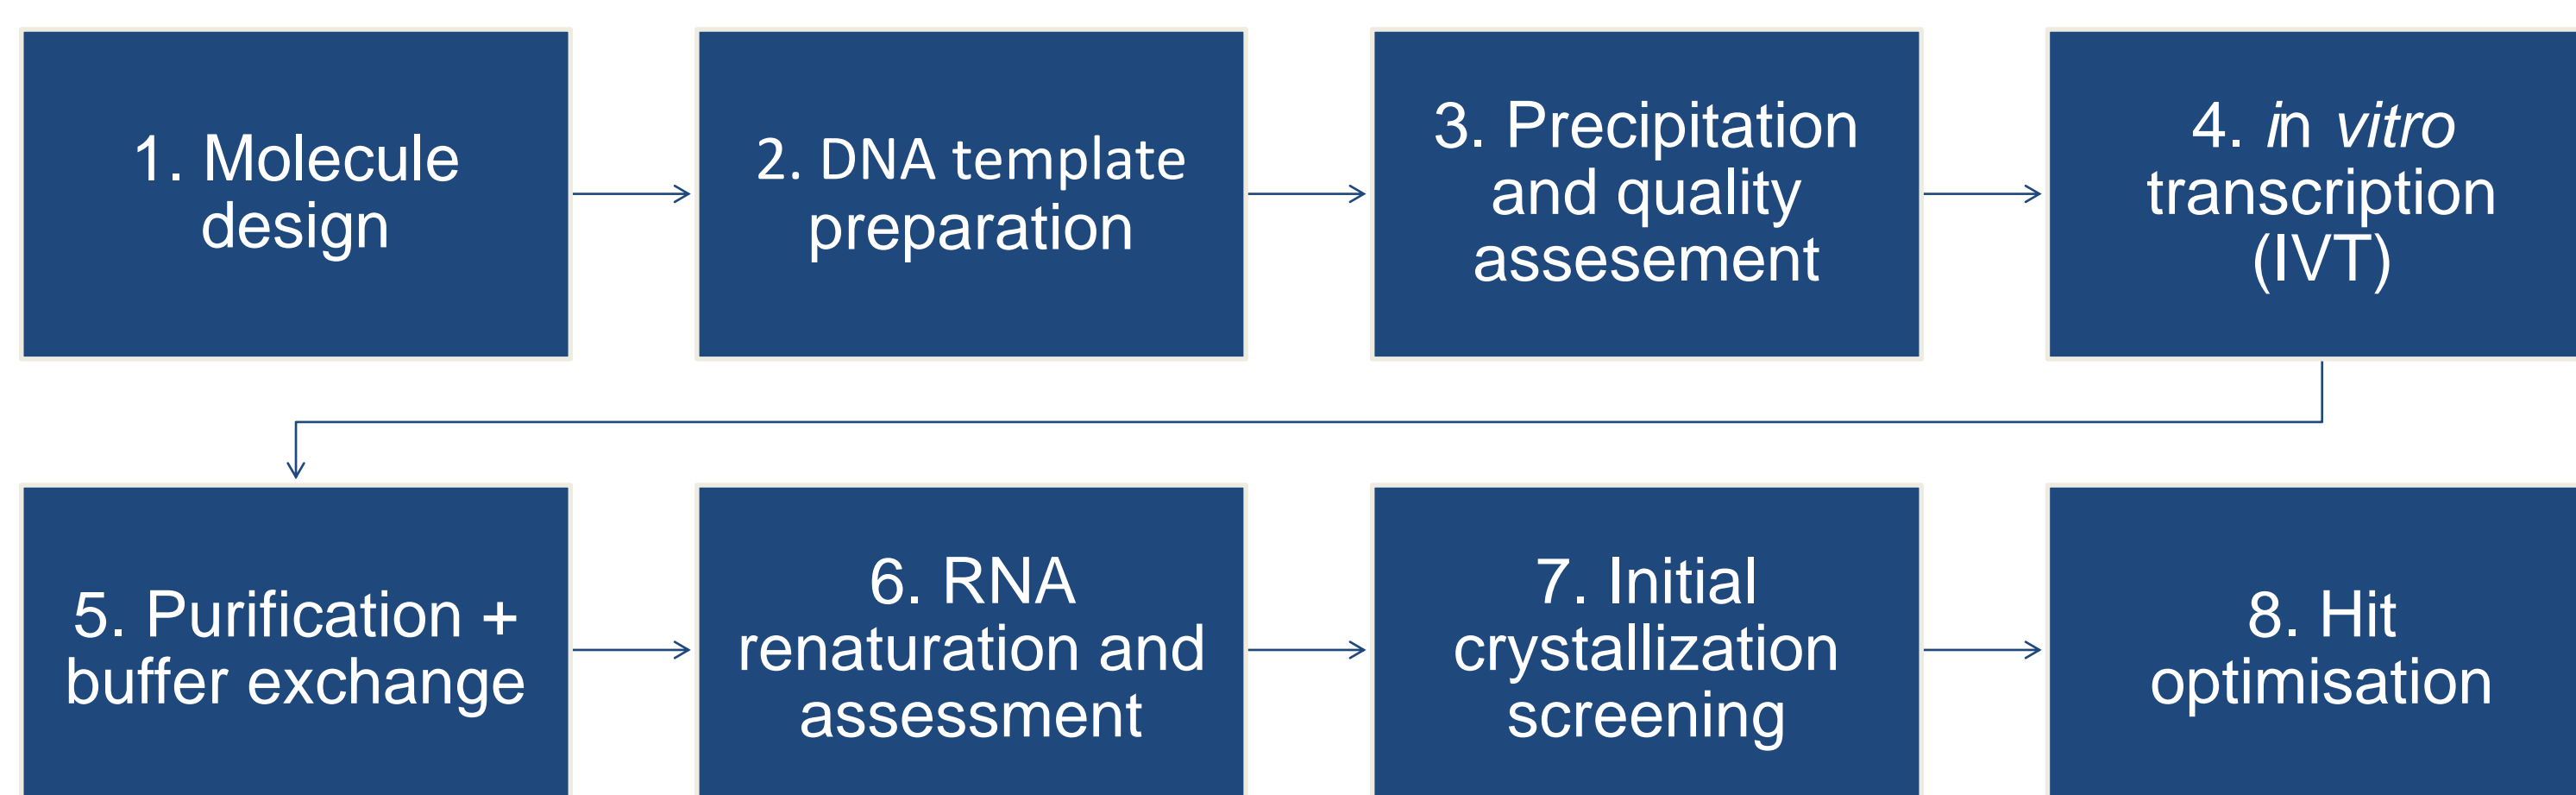 1. Molecule
design
2. DNA template
preparation
3. Precipitation
and quality
assesement
4. in vitro
transcription
(IVT)
5. Purification +
buffer exchange
6. RNA
renaturation and
assessment
7. Initial
crystallization
screening
8. Hit
optimisation